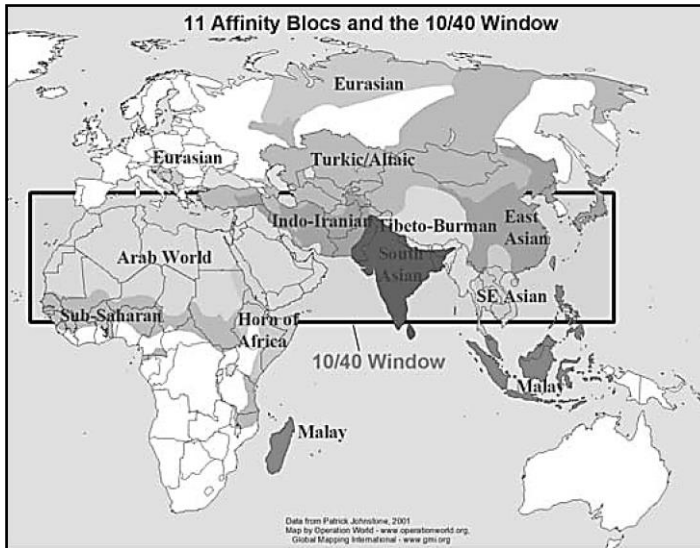 11 Affinity Blocs and the 10/40 Window
Eurasian
Eurasian
Turkic/Altaic
Indo-Iranian
Tibeto-Burman
East
Asian
Arab World
South
Asian
SE Asian
Sub-Saharan
Horn of
Africa
10/40 Window
Malay
Malay
Data from Patrick Johnstone, 2001
Map by Operation World - www.operationworld.org,
Global Mapping International - www.gmi.org